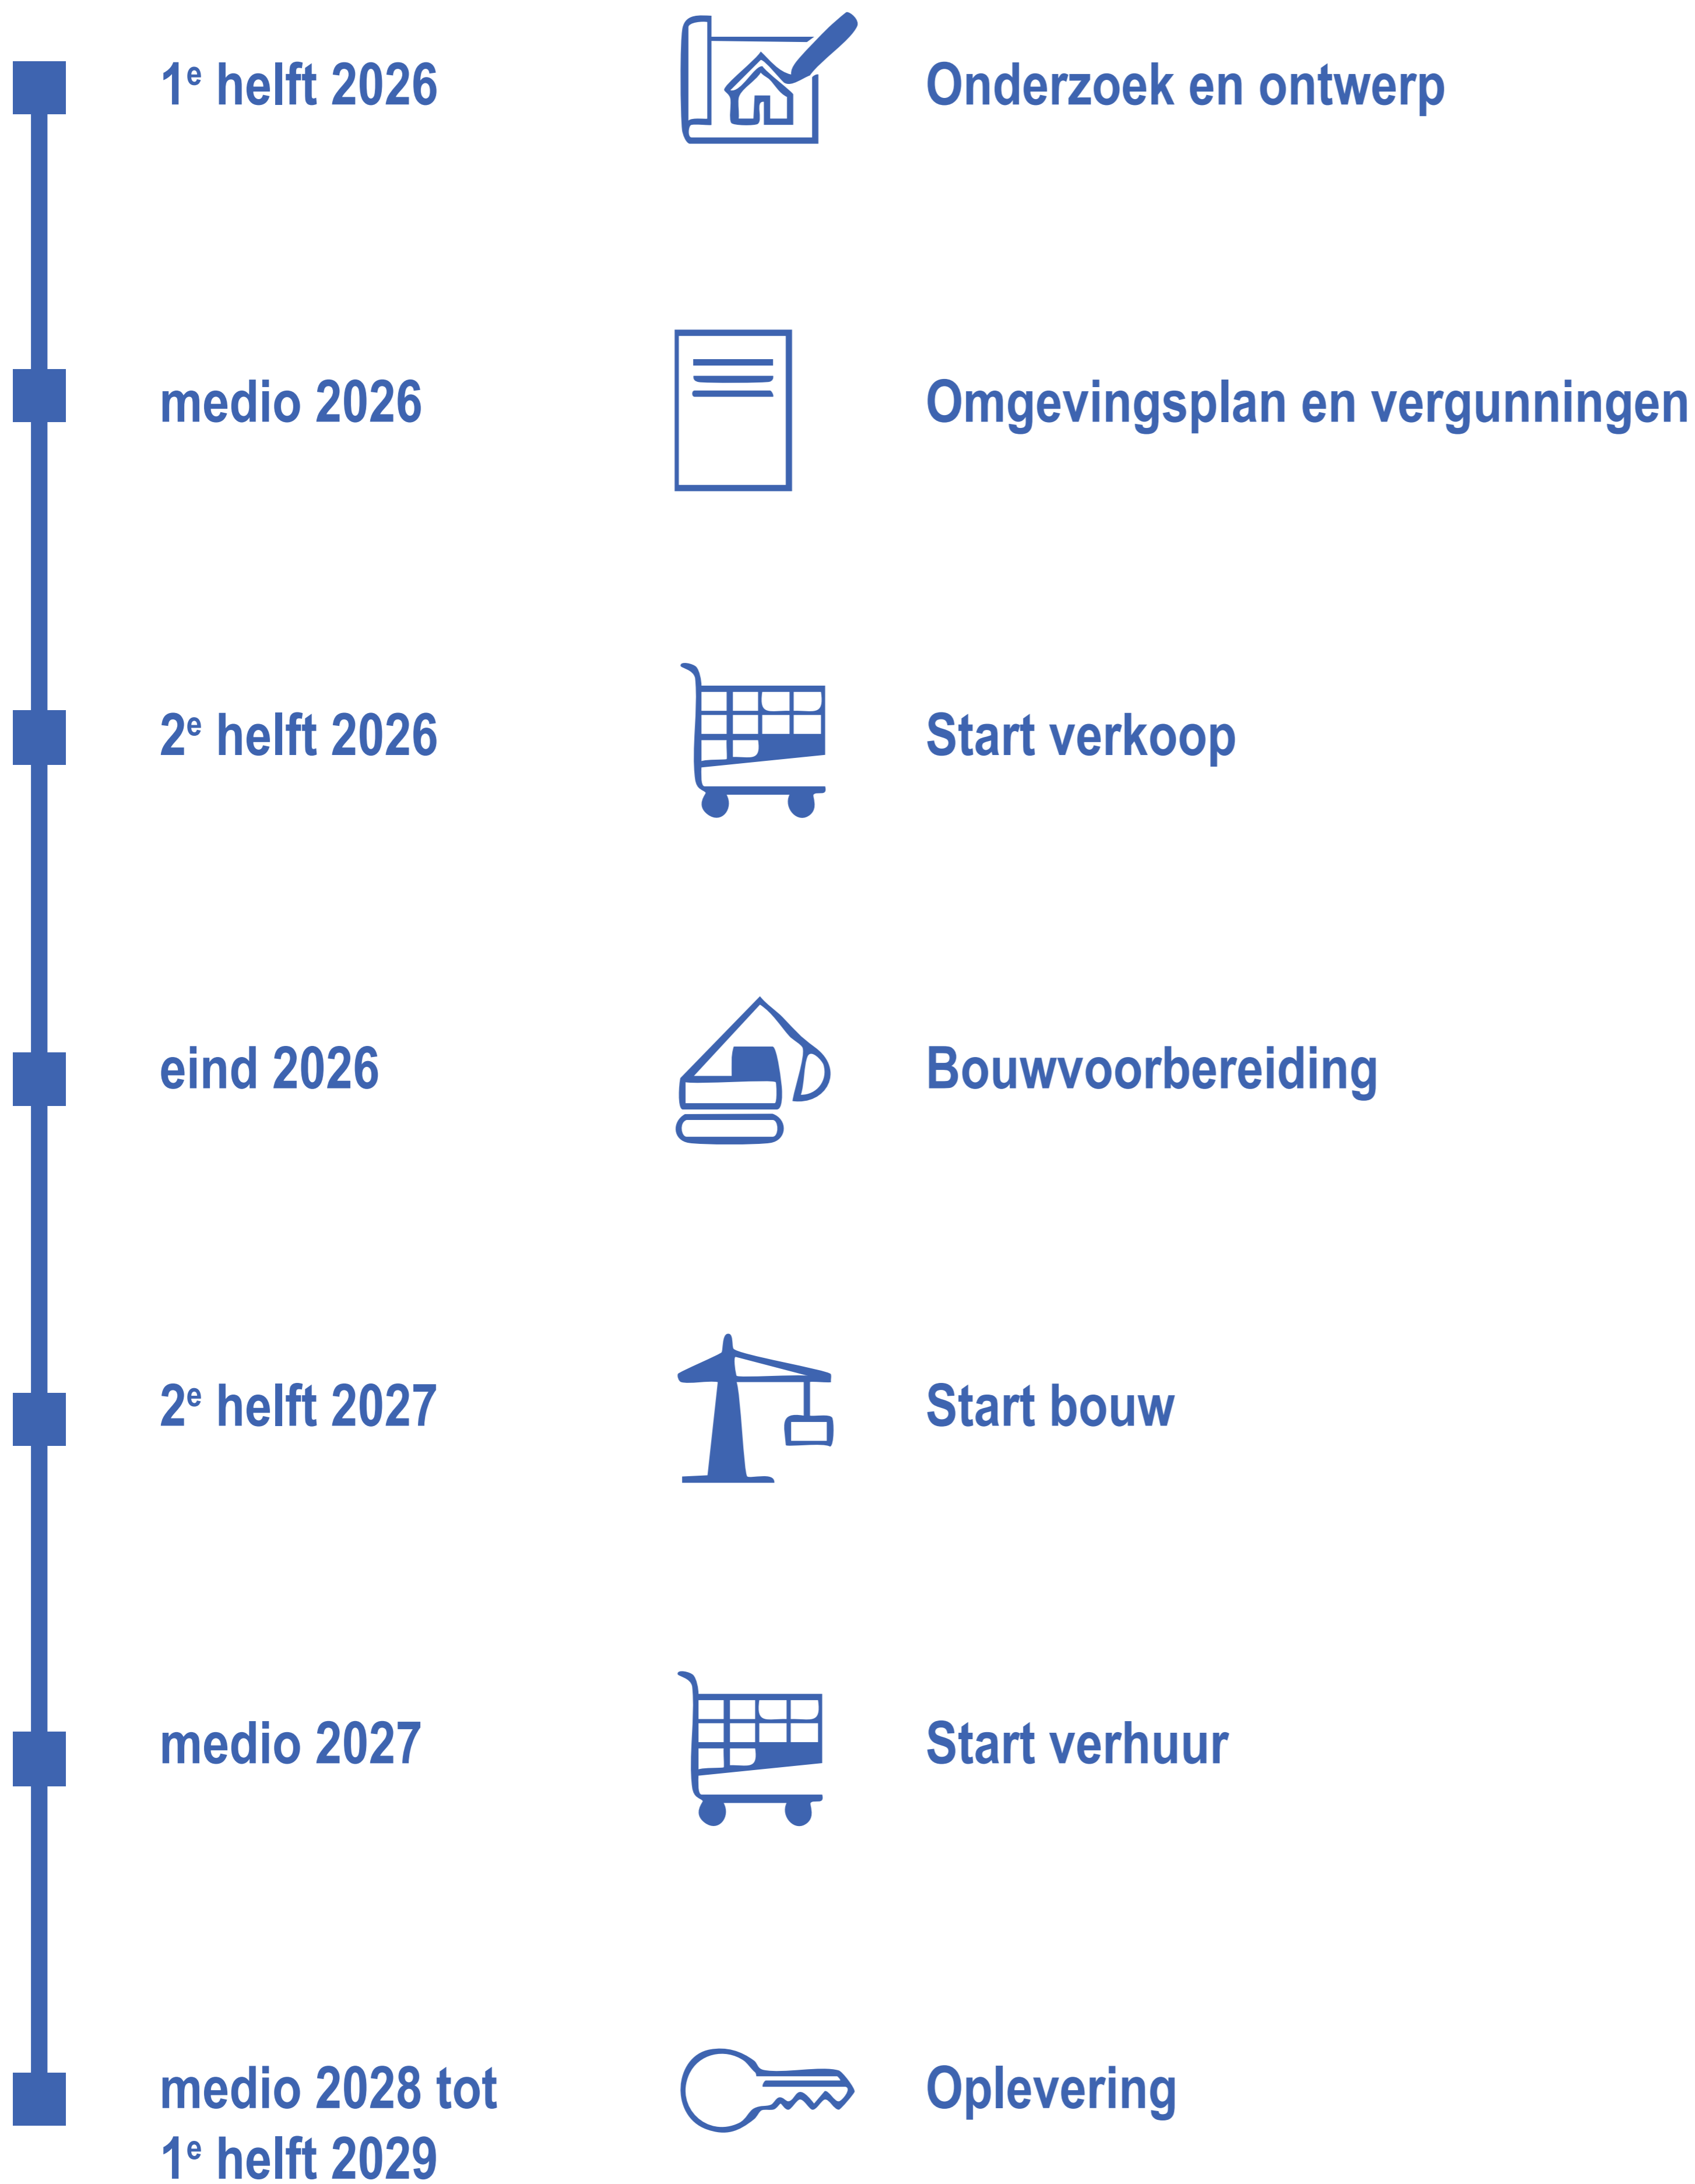 1e helft 2026 Onderzoek en ontwerp
medio 2026 Omgevingsplan en vergunningen
2e helft 2026 Start verkoop
eind 2026 Bouwvoorbereiding
2e helft 2027 Start bouw
medio 2027 Start verhuur
medio 2028 tot Oplevering
1e helft 2029